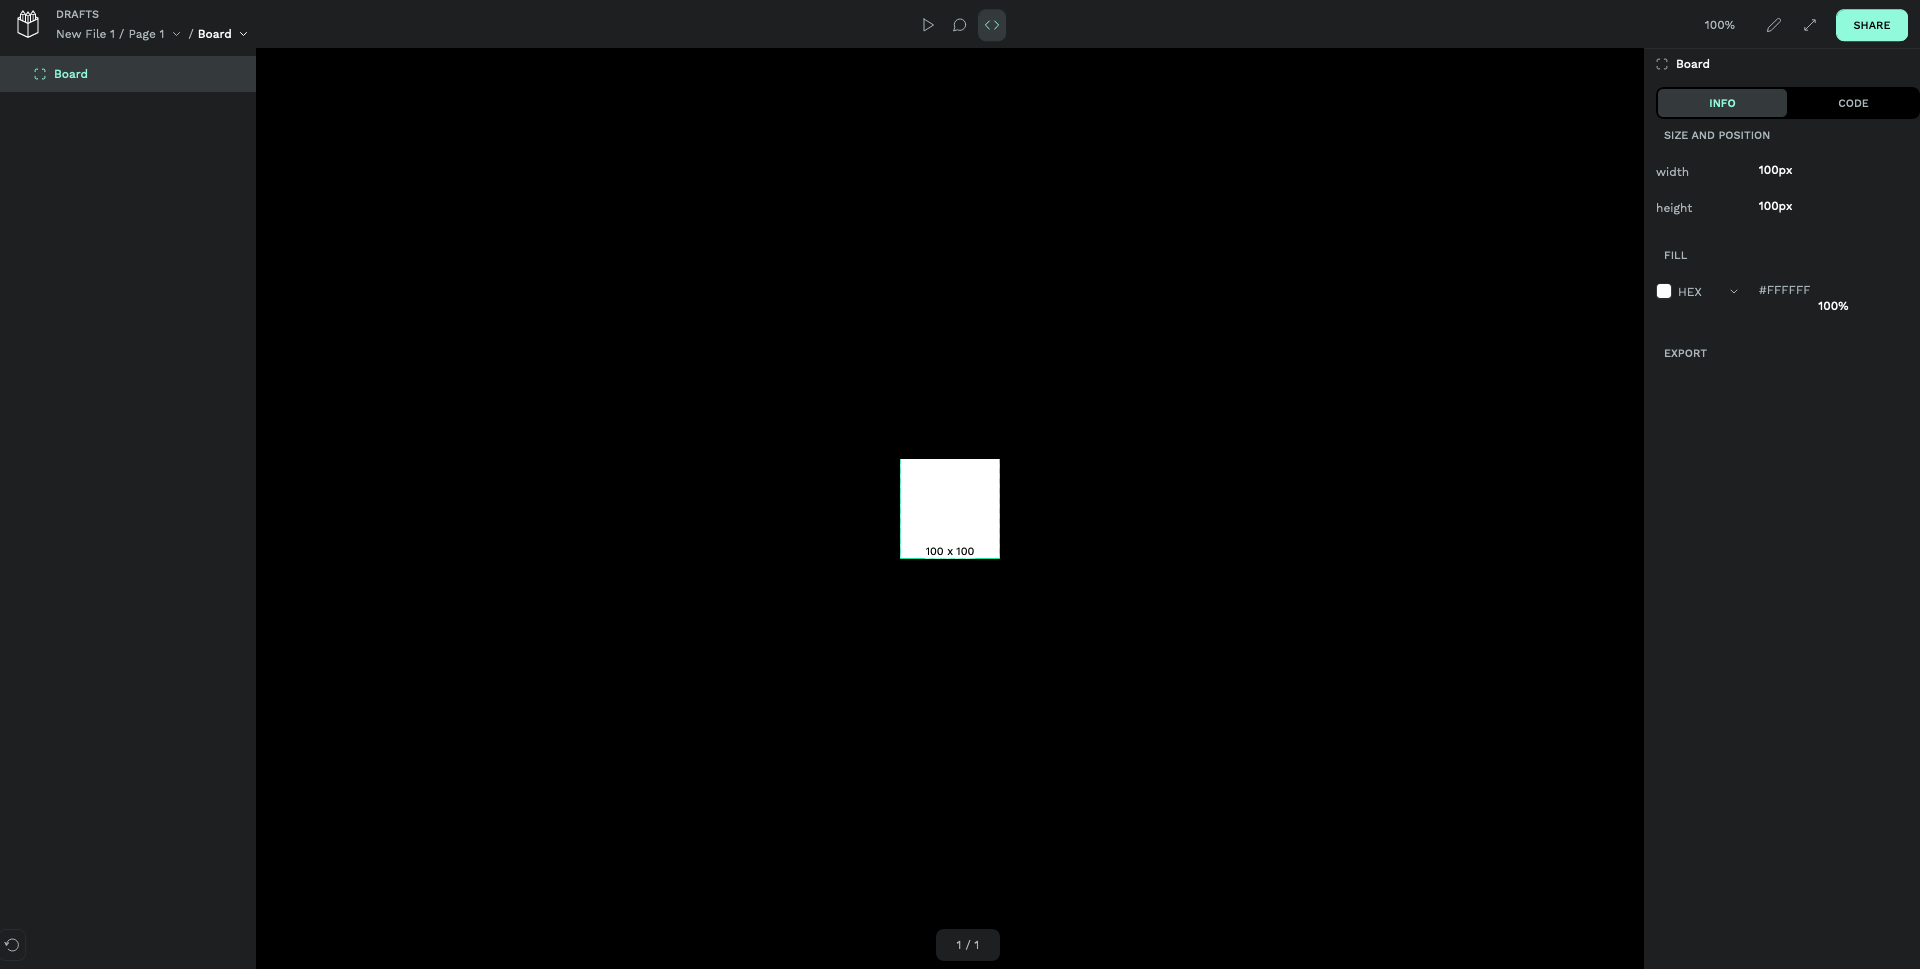 DRAFTS
New File 1 / Page 1 / Board
100%
SHARE
Board
Board
INFO
CODE
SIZE AND POSITION
width 100px
height 100px
FILL
HEX #FFFFFF
100%
EXPORT
100 x 100
1 / 1